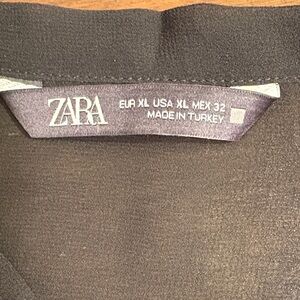 ZARA
EUR XL USA XL MEX 32
MADE IN TURKEY